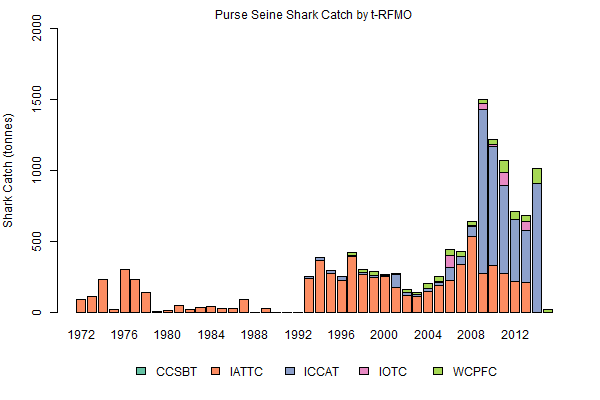 Purse Seine Shark Catch by t-RFMO
Shark Catch (tonnes)
2000
1500
1000
500
0
1972 1976 1980 1984 1988 1992 1996 2000 2004 2008 2012
CCSBT IATTC ICCAT IOTC WCPFC